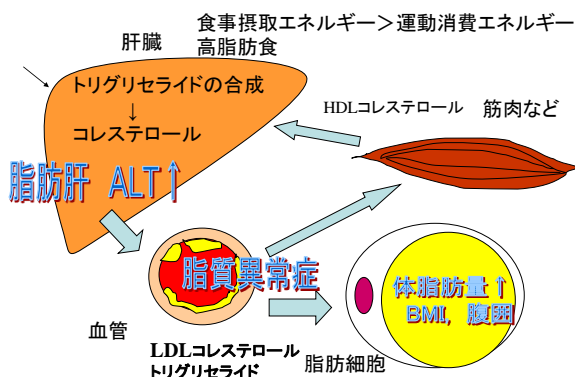 食事摂取エネルギー＞運動消費エネルギー
高脂肪食
肝臓
トリグリセライドの合成
↓
コレステロール
HDLコレステロール
筋肉など
脂肪肝 ALT↑
脂質異常症
体脂肪量↑
BMI, 腹囲
血管
LDLコレステロール
トリグリセライド
脂肪細胞